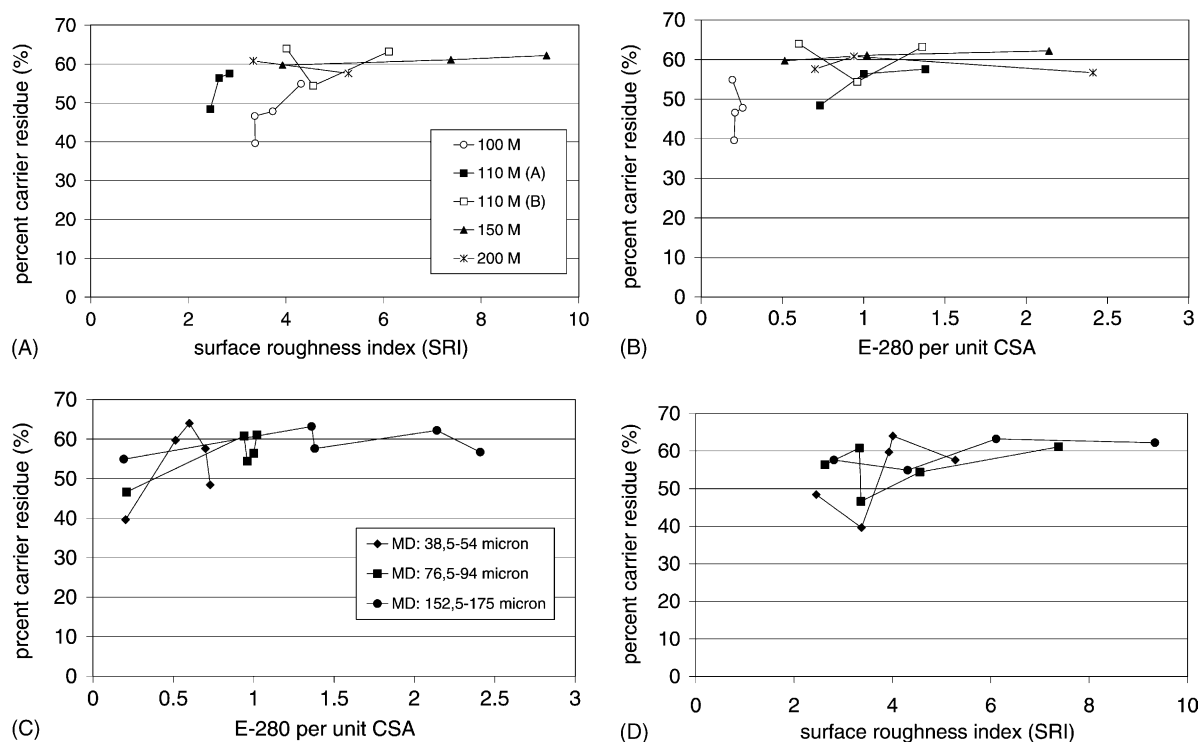 70
60
50
40
30
20
10
0
percent carrier residue (%)
100 M
110 M (A)
110 M (B)
150 M
200 M
0 2 4 6 8 10
(A) surface roughness index (SRI)
70
60
50
40
30
20
10
0
percent carrier residue (%)
0 0.5 1 1.5 2 2.5 3
(B) E-280 per unit CSA
70
60
50
40
30
20
10
0
prcent carrier residue (%)
MD: 38,5-54 micron
MD: 76,5-94 micron
MD: 152,5-175 micron
0 0.5 1 1.5 2 2.5 3
(C) E-280 per unit CSA
70
60
50
40
30
20
10
0
percent carrier residue (%)
0 2 4 6 8 10
(D) surface roughness index (SRI)